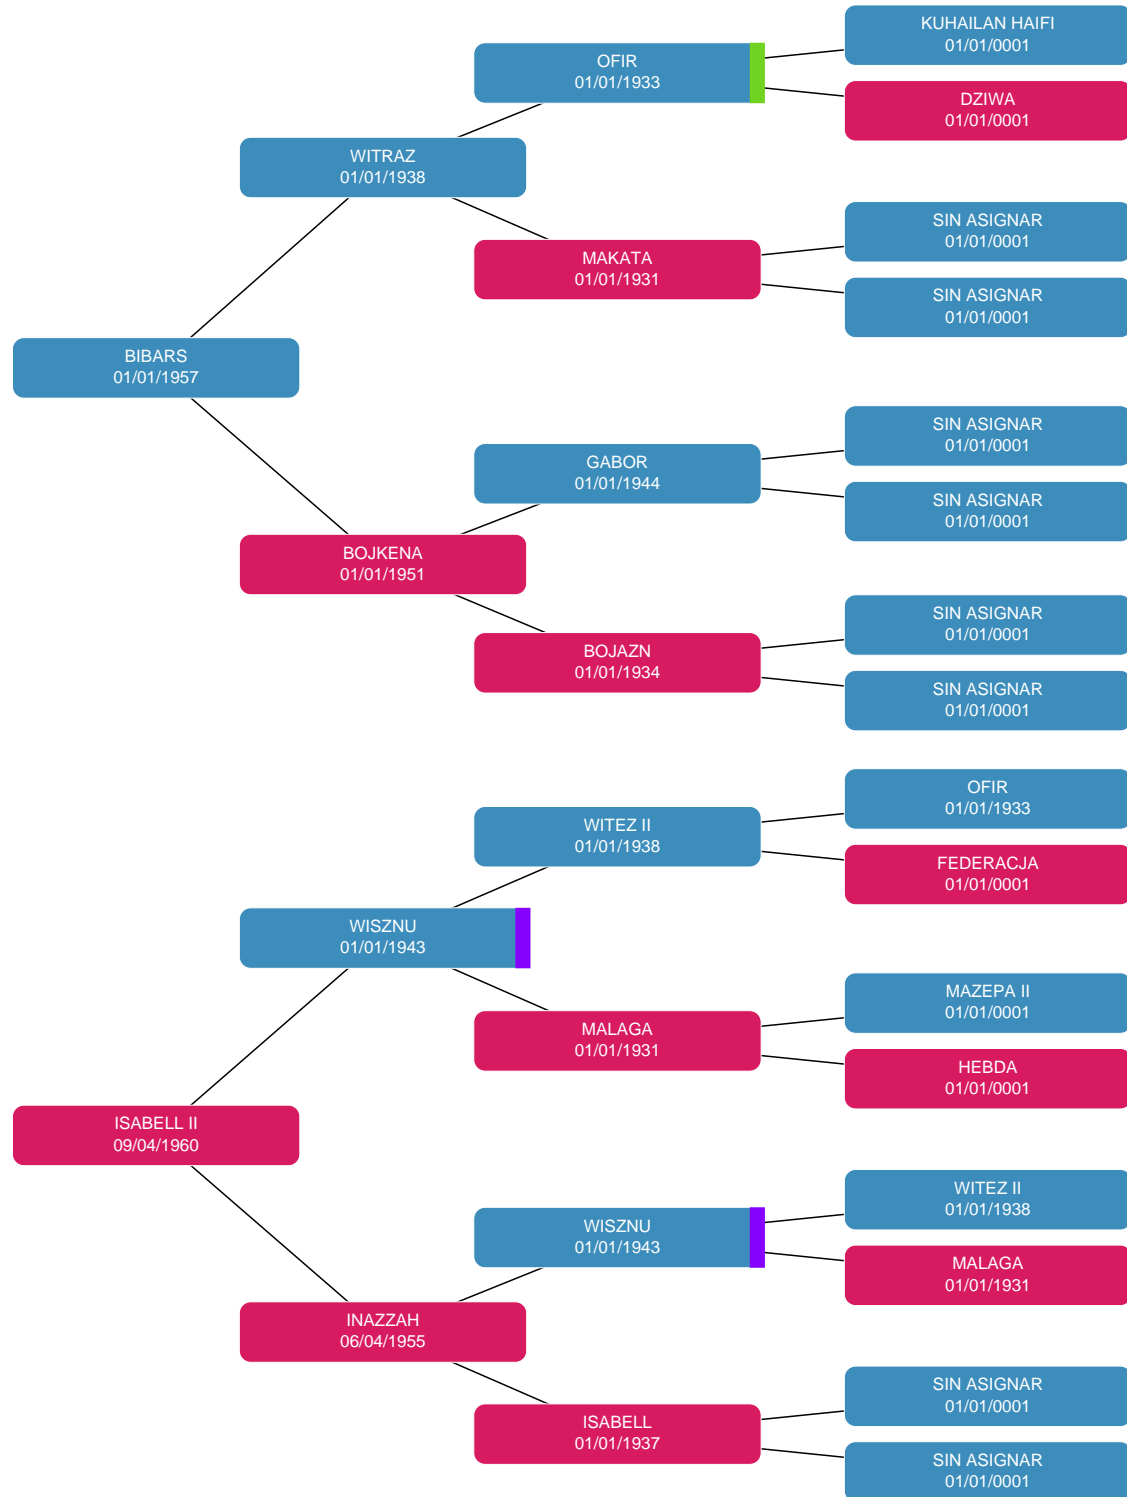 KUHAILAN HAIFI
01/01/0001
OFIR
01/01/1933
DZIWA
01/01/0001
WITRAZ
01/01/1938
SIN ASIGNAR
01/01/0001
MAKATA
01/01/1931
SIN ASIGNAR
01/01/0001
BIBARS
01/01/1957
SIN ASIGNAR
01/01/0001
GABOR
01/01/1944
SIN ASIGNAR
01/01/0001
BOJKENA
01/01/1951
SIN ASIGNAR
01/01/0001
BOJAZN
01/01/1934
SIN ASIGNAR
01/01/0001
OFIR
01/01/1933
WITEZ II
01/01/1938
FEDERACJA
01/01/0001
WISZNU
01/01/1943
MAZEPA II
01/01/0001
MALAGA
01/01/1931
HEBDA
01/01/0001
ISABELL II
09/04/1960
WITEZ II
01/01/1938
WISZNU
01/01/1943
MALAGA
01/01/1931
INAZZAH
06/04/1955
SIN ASIGNAR
01/01/0001
ISABELL
01/01/1937
SIN ASIGNAR
01/01/0001